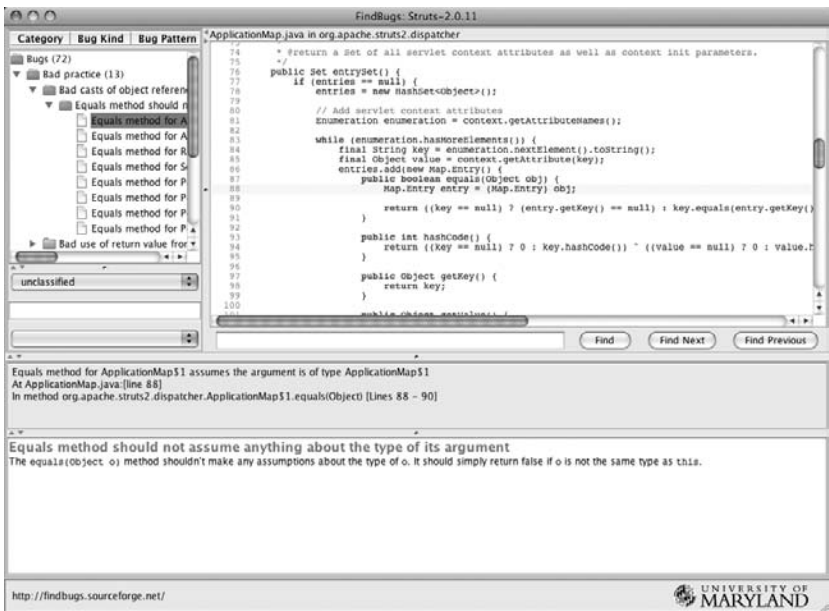 FindBugs: Struts-2.0.11
Category Bug Kind Bug Pattern
Bugs (72)
Bad practice (13)
Bad casts of object referen
Equals method should n
Equals method for A
Equals method for A
Equals method for R
Equals method for S
Equals method for P
Equals method for P
Equals method for P
Equals method for P
Bad use of return value fror
unclassified
ApplicationMap.java in org.apache.struts2.dispatcher
74 * @return a Set of all servlet context attributes as well as context init parameters.
75 */
76 public Set entrySet() {
77 if (entries == null) {
78 entries = new HashSet<Object>();
79
80 // Add servlet context attributes
81 Enumeration enumeration = context.getAttributeNames();
82
83 while (enumeration.hasMoreElements()) {
84 final String key = enumeration.nextElement().toString();
85 final Object value = context.getAttribute(key);
86 entries.add(new Map.Entry() {
87 public boolean equals(Object obj) {
88 Map.Entry entry = (Map.Entry) obj;
89
90 return ((key == null) ? (entry.getKey() == null) : key.equals(entry.getKey()
91 }
92
93 public int hashCode() {
94 return ((key == null) ? 0 : key.hashCode()) ^ ((value == null) ? 0 : value.h
95 }
96
97 public Object getKey() {
98 return key;
99 }
100
public Object getValue() {
Find Find Next Find Previous
Equals method for ApplicationMap$1 assumes the argument is of type ApplicationMap$1
At ApplicationMap.java:[line 88]
In method org.apache.struts2.dispatcher.ApplicationMap$1.equals(Object) [Lines 88 - 90]
Equals method should not assume anything about the type of its argument
The equals(Object o) method shouldn't make any assumptions about the type of o. It should simply return false if o is not the same type as this.
http://findbugs.sourceforge.net/
UNIVERSITY OF
MARYLAND